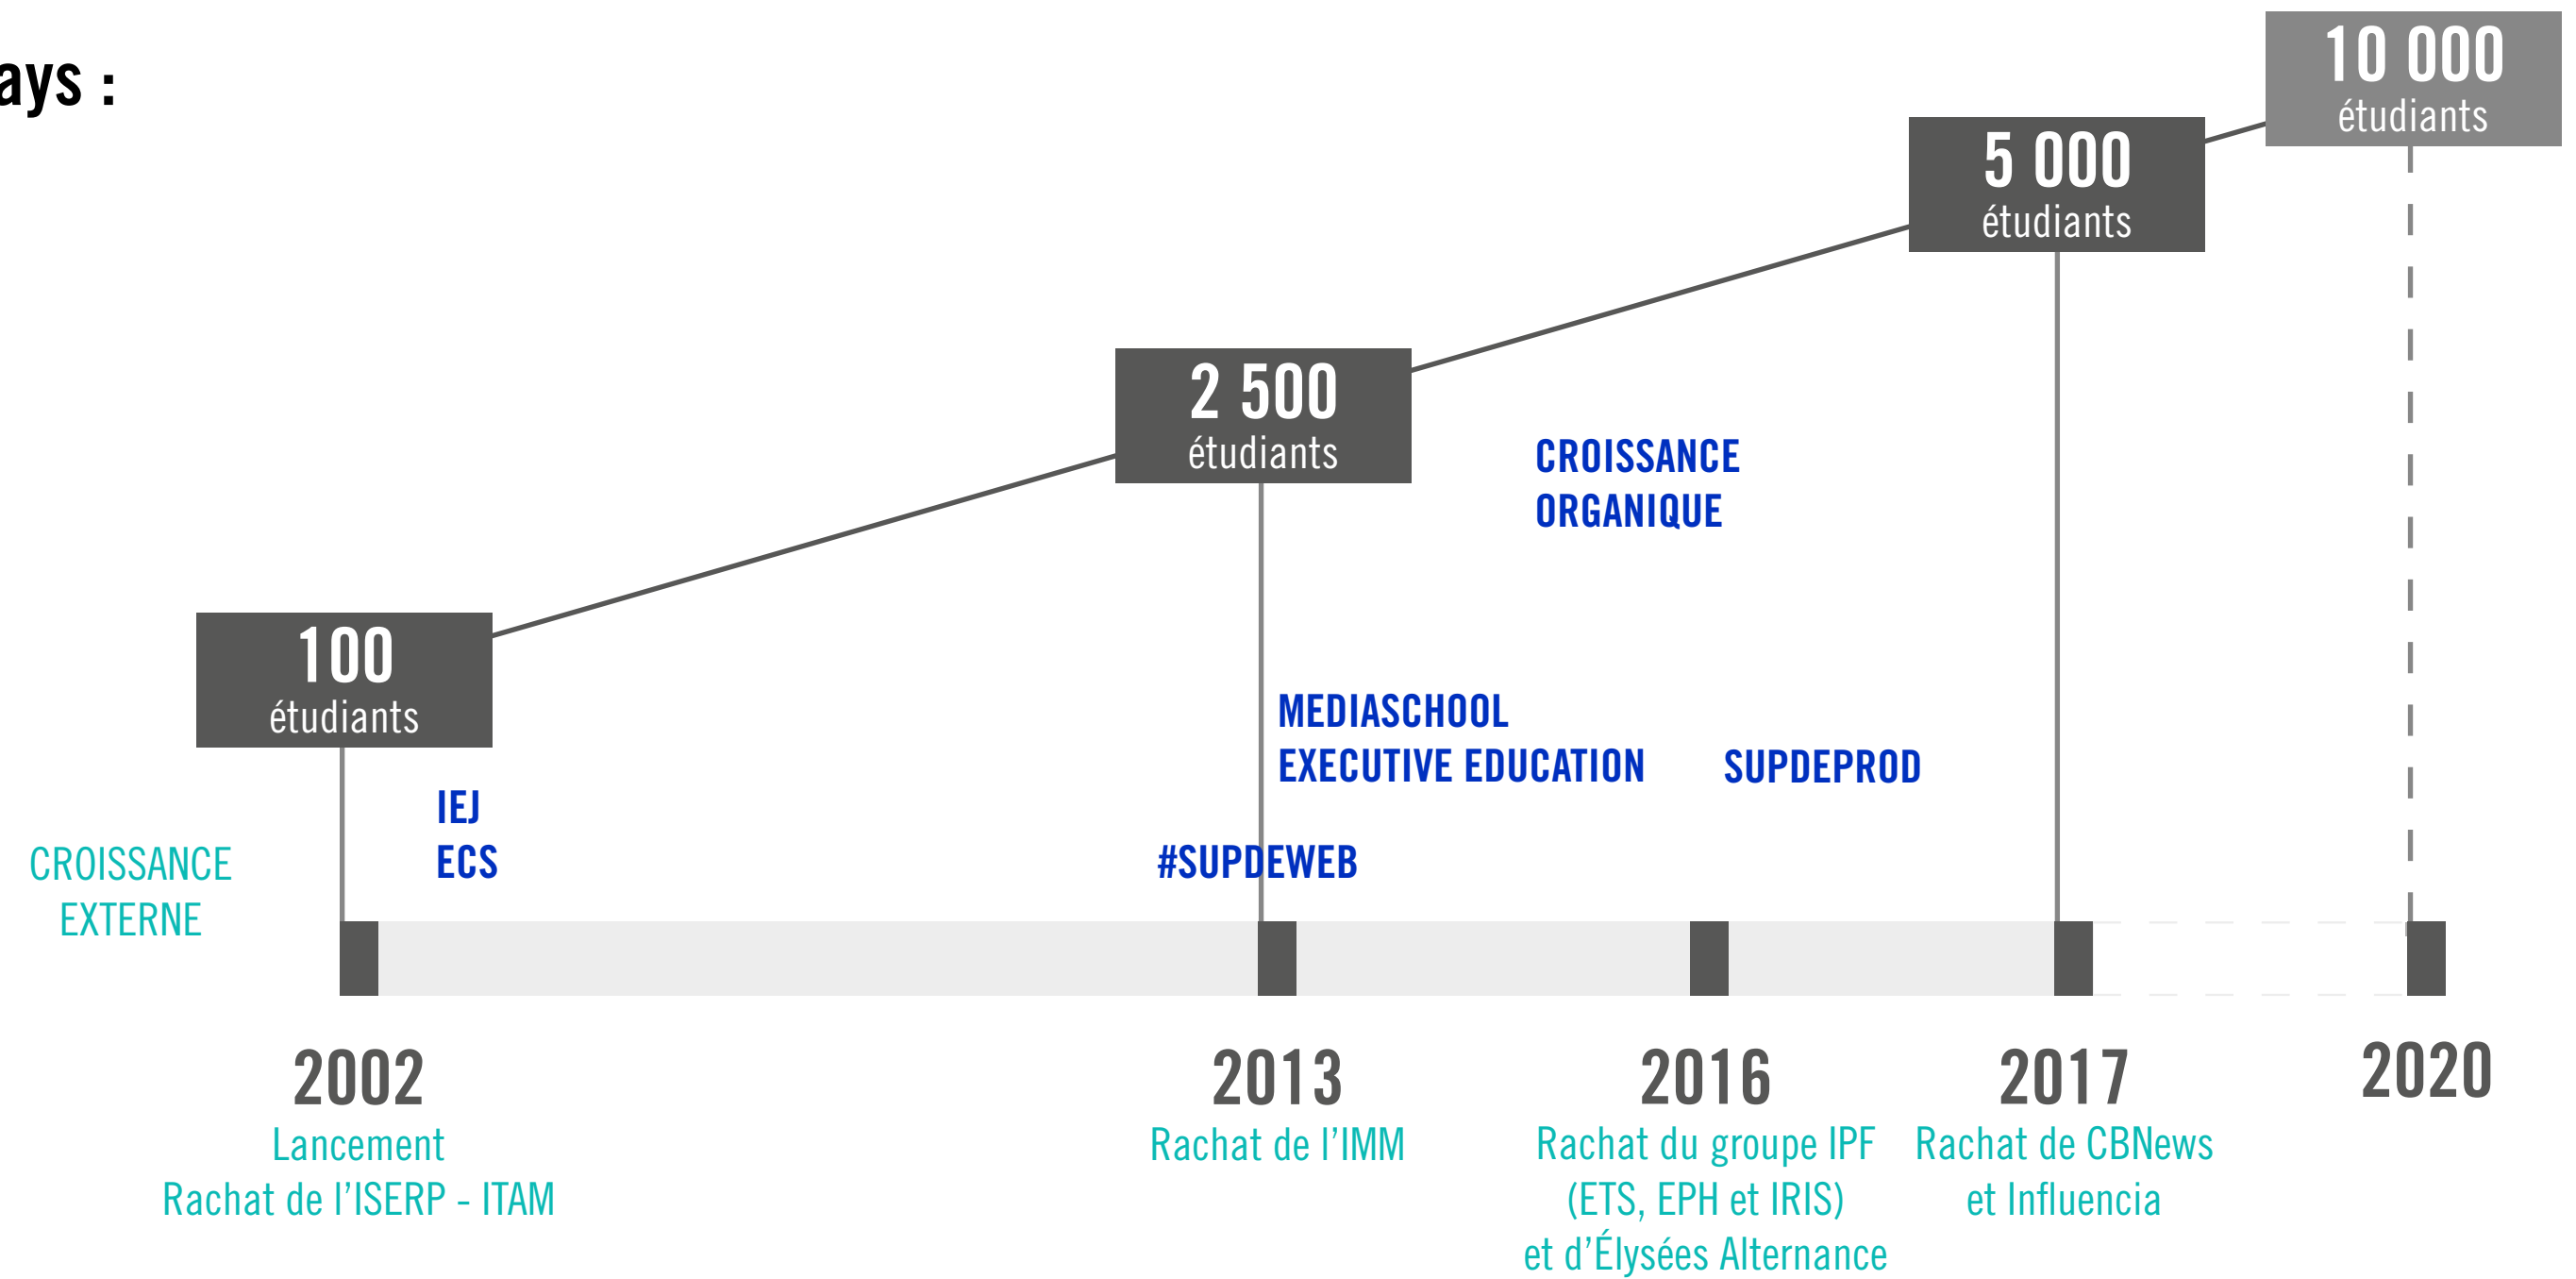 ays :
10 000
étudiants
5 000
étudiants
2 500
étudiants
CROISSANCE
ORGANIQUE
100
étudiants
MEDIASCHOOL
EXECUTIVE EDUCATION
SUPDEPROD
IEJ
ECS
#SUPDEWEB
CROISSANCE
EXTERNE
2002
Lancement
Rachat de l’ISERP - ITAM
2013
Rachat de l’IMM
2016
Rachat du groupe IPF
(ETS, EPH et IRIS)
et d’Élysées Alternance
2017
Rachat de CBNews
et Influencia
2020